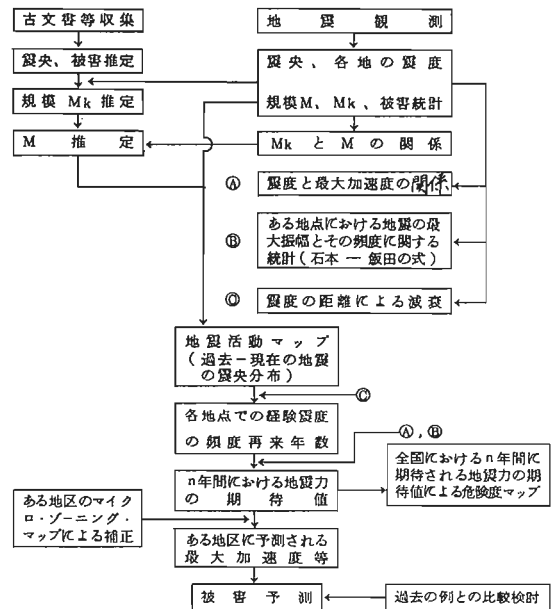 古文書等収集
地震観測
震央、被害推定
震央、各地の震度
規模M、Mk、被害統計
規模Mk推定
M推定
MkとMの関係
Ⓐ 震度と最大加速度の関係
Ⓑ ある地点における地震の最
大振幅とその頻度に関する
統計(石本－飯田の式)
Ⓒ 震度の距離による減衰
地震活動マップ
(過去－現在の地震
の震央分布)
Ⓒ
各地点での経験震度
の頻度再来年数
Ⓐ,Ⓑ
n年間における地震力
の期待値
全国におけるn年間に
期待される地震力の期
待値による危険度マップ
ある地区のマイク
ロ・ゾーニング・
マップによる補正
ある地区に予測される
最大加速度等
被害予測
過去の例との比較検討